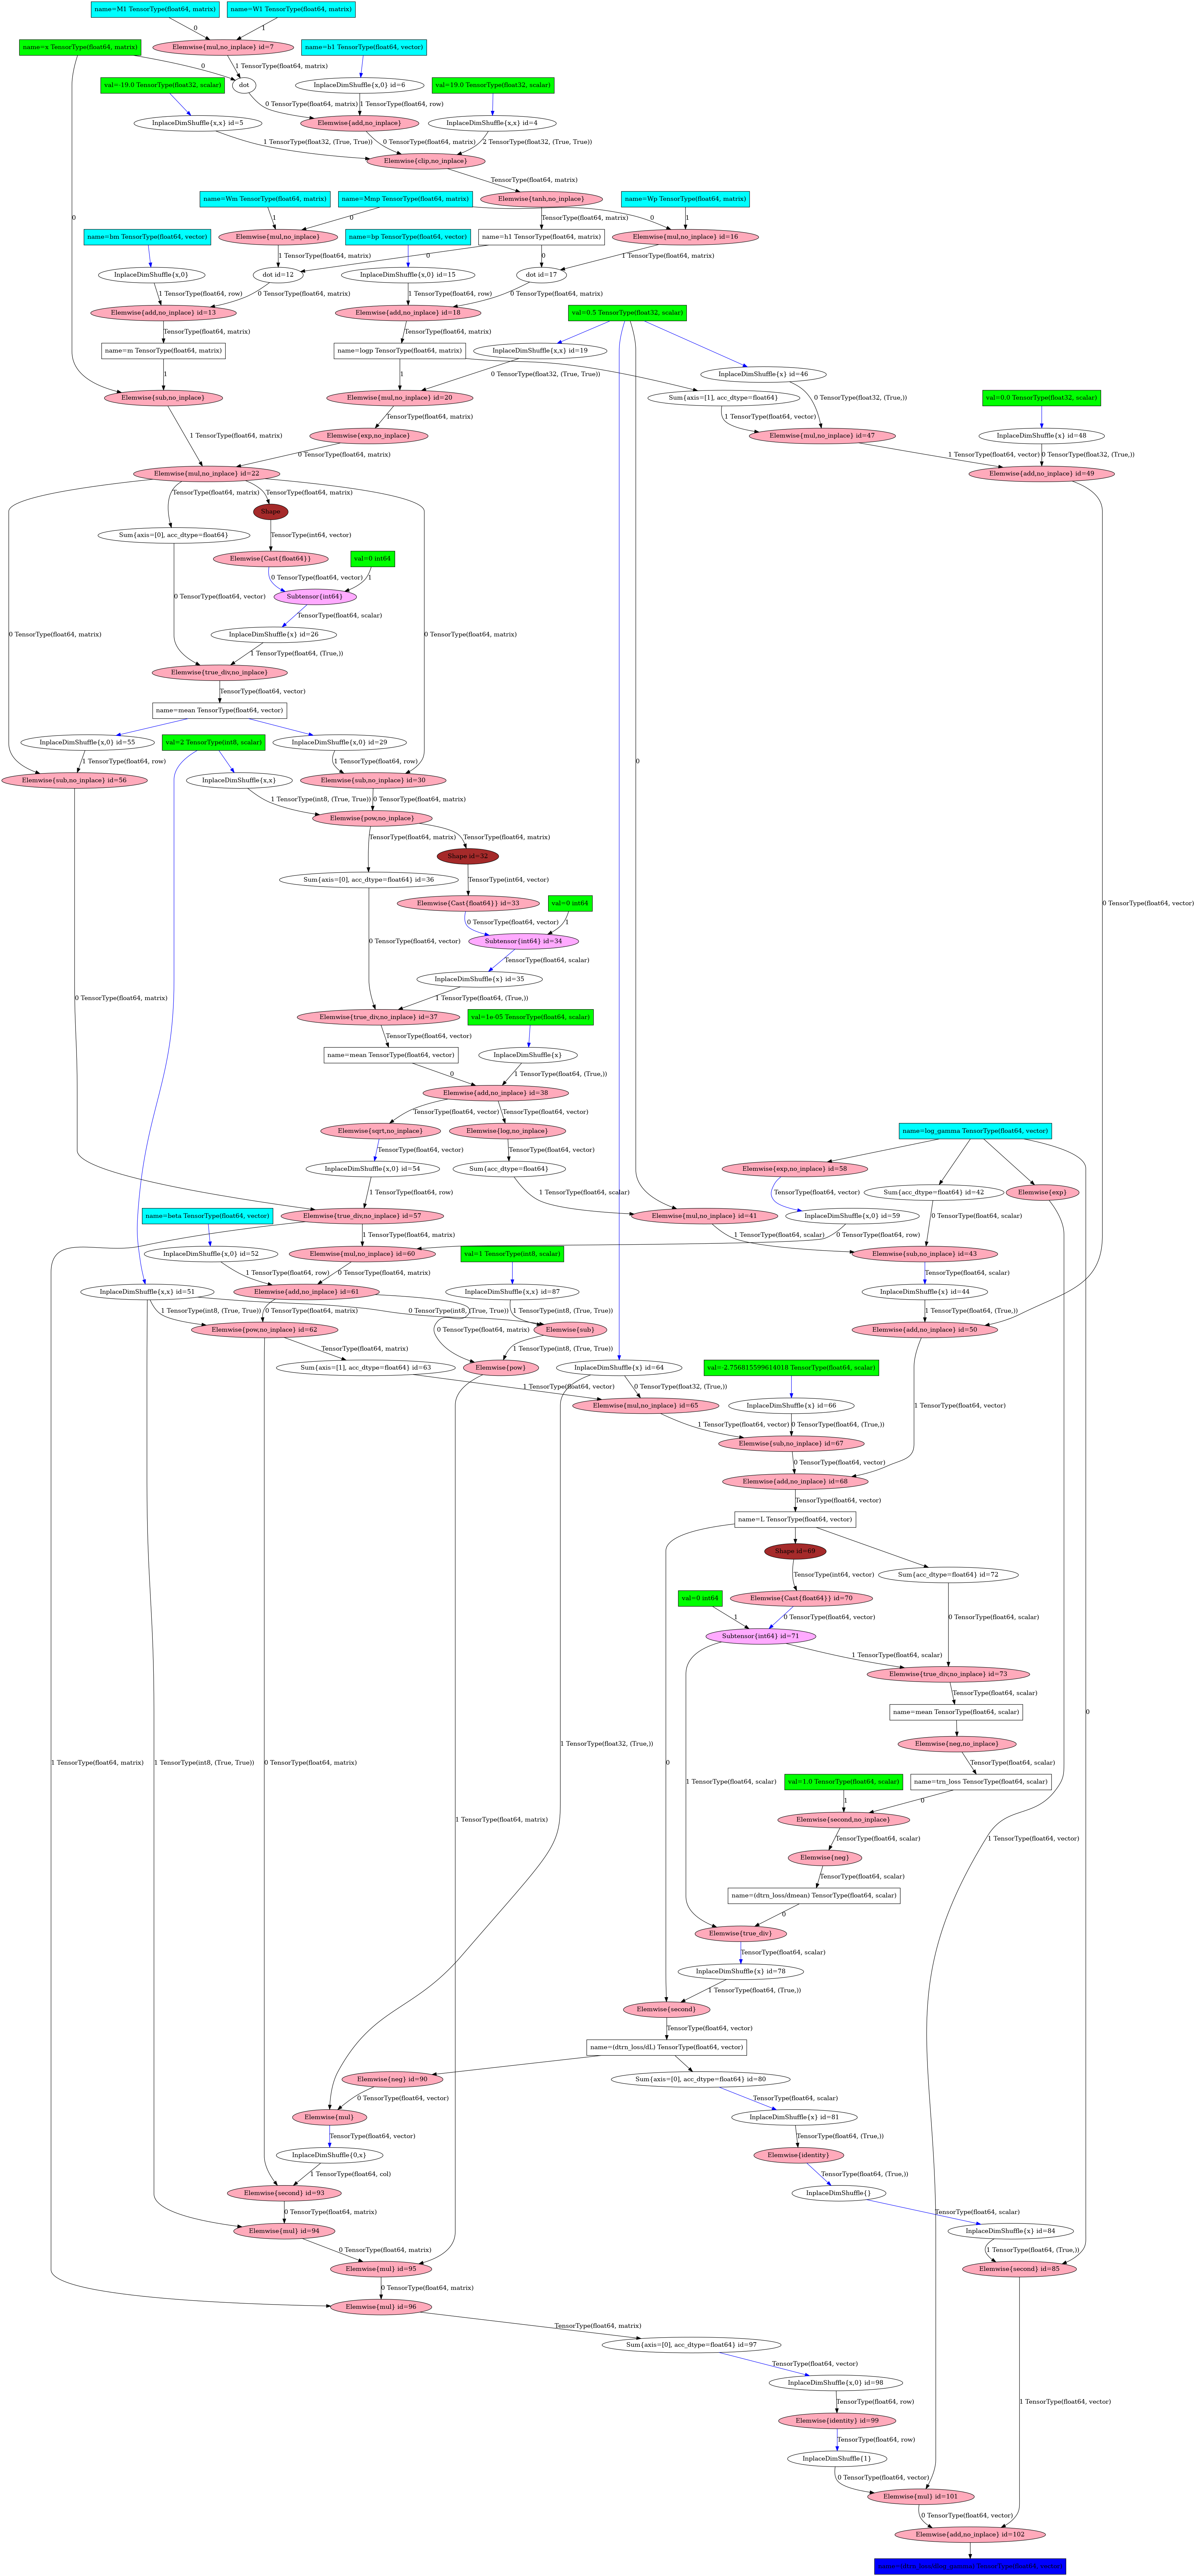 name=M1 TensorType(float64, matrix)
name=W1 TensorType(float64, matrix)
0
1
name=x TensorType(float64, matrix)
Elemwise{mul,no_inplace} id=7
name=b1 TensorType(float64, vector)
0
1 TensorType(float64, matrix)
val=-19.0 TensorType(float32, scalar)
dot
InplaceDimShuffle{x,0} id=6
val=19.0 TensorType(float32, scalar)
0 TensorType(float64, matrix)
1 TensorType(float64, row)
InplaceDimShuffle{x,x} id=5
Elemwise{add,no_inplace}
InplaceDimShuffle{x,x} id=4
1 TensorType(float32, (True, True))
0 TensorType(float64, matrix)
2 TensorType(float32, (True, True))
Elemwise{clip,no_inplace}
TensorType(float64, matrix)
name=Wm TensorType(float64, matrix)
name=Mmp TensorType(float64, matrix)
Elemwise{tanh,no_inplace}
name=Wp TensorType(float64, matrix)
0
1
0
TensorType(float64, matrix)
0
1
name=bm TensorType(float64, vector)
Elemwise{mul,no_inplace}
name=bp TensorType(float64, vector)
name=h1 TensorType(float64, matrix)
Elemwise{mul,no_inplace} id=16
1 TensorType(float64, matrix)
0
0
1 TensorType(float64, matrix)
InplaceDimShuffle{x,0}
dot id=12
InplaceDimShuffle{x,0} id=15
dot id=17
1 TensorType(float64, row)
0 TensorType(float64, matrix)
1 TensorType(float64, row)
0 TensorType(float64, matrix)
Elemwise{add,no_inplace} id=13
Elemwise{add,no_inplace} id=18
val=0.5 TensorType(float32, scalar)
TensorType(float64, matrix)
TensorType(float64, matrix)
name=m TensorType(float64, matrix)
name=logp TensorType(float64, matrix)
InplaceDimShuffle{x,x} id=19
1
1
0 TensorType(float32, (True, True))
InplaceDimShuffle{x} id=46
Elemwise{sub,no_inplace}
Elemwise{mul,no_inplace} id=20
Sum{axis=[1], acc_dtype=float64}
val=0.0 TensorType(float32, scalar)
TensorType(float64, matrix)
1 TensorType(float64, vector)
0 TensorType(float32, (True,))
1 TensorType(float64, matrix)
Elemwise{exp,no_inplace}
Elemwise{mul,no_inplace} id=47
InplaceDimShuffle{x} id=48
0 TensorType(float64, matrix)
1 TensorType(float64, vector)
0 TensorType(float32, (True,))
Elemwise{mul,no_inplace} id=22
Elemwise{add,no_inplace} id=49
TensorType(float64, matrix)
TensorType(float64, matrix)
Shape
Sum{axis=[0], acc_dtype=float64}
TensorType(int64, vector)
Elemwise{Cast{float64}}
val=0 int64
0 TensorType(float64, vector)
1
0 TensorType(float64, vector)
Subtensor{int64}
TensorType(float64, scalar)
0 TensorType(float64, matrix)
InplaceDimShuffle{x} id=26
0 TensorType(float64, matrix)
1 TensorType(float64, (True,))
Elemwise{true_div,no_inplace}
TensorType(float64, vector)
name=mean TensorType(float64, vector)
InplaceDimShuffle{x,0} id=55
val=2 TensorType(int8, scalar)
InplaceDimShuffle{x,0} id=29
1 TensorType(float64, row)
1 TensorType(float64, row)
0
Elemwise{sub,no_inplace} id=56
InplaceDimShuffle{x,x}
Elemwise{sub,no_inplace} id=30
1 TensorType(int8, (True, True))
0 TensorType(float64, matrix)
Elemwise{pow,no_inplace}
TensorType(float64, matrix)
TensorType(float64, matrix)
Shape id=32
Sum{axis=[0], acc_dtype=float64} id=36
TensorType(int64, vector)
Elemwise{Cast{float64}} id=33
val=0 int64
0 TensorType(float64, vector)
0 TensorType(float64, vector)
1
0 TensorType(float64, vector)
Subtensor{int64} id=34
TensorType(float64, scalar)
InplaceDimShuffle{x} id=35
0 TensorType(float64, matrix)
1 TensorType(float64, (True,))
Elemwise{true_div,no_inplace} id=37
val=1e-05 TensorType(float64, scalar)
TensorType(float64, vector)
name=mean TensorType(float64, vector)
InplaceDimShuffle{x}
0
1 TensorType(float64, (True,))
Elemwise{add,no_inplace} id=38
TensorType(float64, vector)
TensorType(float64, vector)
name=log_gamma TensorType(float64, vector)
Elemwise{sqrt,no_inplace}
Elemwise{log,no_inplace}
TensorType(float64, vector)
TensorType(float64, vector)
InplaceDimShuffle{x,0} id=54
Sum{acc_dtype=float64}
Elemwise{exp,no_inplace} id=58
1 TensorType(float64, row)
1 TensorType(float64, scalar)
TensorType(float64, vector)
Sum{acc_dtype=float64} id=42
Elemwise{exp}
name=beta TensorType(float64, vector)
Elemwise{true_div,no_inplace} id=57
Elemwise{mul,no_inplace} id=41
InplaceDimShuffle{x,0} id=59
0 TensorType(float64, scalar)
1 TensorType(float64, matrix)
1 TensorType(float64, scalar)
0 TensorType(float64, row)
InplaceDimShuffle{x,0} id=52
Elemwise{mul,no_inplace} id=60
val=1 TensorType(int8, scalar)
Elemwise{sub,no_inplace} id=43
1 TensorType(float64, row)
0 TensorType(float64, matrix)
TensorType(float64, scalar)
InplaceDimShuffle{x,x} id=51
Elemwise{add,no_inplace} id=61
InplaceDimShuffle{x,x} id=87
InplaceDimShuffle{x} id=44
1 TensorType(int8, (True, True))
0 TensorType(float64, matrix)
0 TensorType(int8, (True, True))
1 TensorType(int8, (True, True))
1 TensorType(float64, (True,))
Elemwise{pow,no_inplace} id=62
0 TensorType(float64, matrix)
Elemwise{sub}
Elemwise{add,no_inplace} id=50
TensorType(float64, matrix)
1 TensorType(int8, (True, True))
Sum{axis=[1], acc_dtype=float64} id=63
Elemwise{pow}
InplaceDimShuffle{x} id=64
val=-2.756815599614018 TensorType(float64, scalar)
1 TensorType(float64, vector)
0 TensorType(float32, (True,))
Elemwise{mul,no_inplace} id=65
InplaceDimShuffle{x} id=66
1 TensorType(float64, vector)
1 TensorType(float64, vector)
0 TensorType(float64, (True,))
Elemwise{sub,no_inplace} id=67
0 TensorType(float64, vector)
Elemwise{add,no_inplace} id=68
TensorType(float64, vector)
name=L TensorType(float64, vector)
Shape id=69
Sum{acc_dtype=float64} id=72
TensorType(int64, vector)
val=0 int64
Elemwise{Cast{float64}} id=70
1
0 TensorType(float64, vector)
0 TensorType(float64, scalar)
Subtensor{int64} id=71
1 TensorType(float64, scalar)
Elemwise{true_div,no_inplace} id=73
TensorType(float64, scalar)
name=mean TensorType(float64, scalar)
0
Elemwise{neg,no_inplace}
1 TensorType(float32, (True,))
1 TensorType(float64, matrix)
1 TensorType(int8, (True, True))
0 TensorType(float64, matrix)
0
TensorType(float64, scalar)
val=1.0 TensorType(float64, scalar)
name=trn_loss TensorType(float64, scalar)
1 TensorType(float64, scalar)
1
0
1 TensorType(float64, matrix)
Elemwise{second,no_inplace}
TensorType(float64, scalar)
1 TensorType(float64, vector)
Elemwise{neg}
TensorType(float64, scalar)
name=(dtrn_loss/dmean) TensorType(float64, scalar)
0
Elemwise{true_div}
TensorType(float64, scalar)
InplaceDimShuffle{x} id=78
1 TensorType(float64, (True,))
Elemwise{second}
TensorType(float64, vector)
name=(dtrn_loss/dL) TensorType(float64, vector)
Elemwise{neg} id=90
Sum{axis=[0], acc_dtype=float64} id=80
0 TensorType(float64, vector)
TensorType(float64, scalar)
Elemwise{mul}
InplaceDimShuffle{x} id=81
TensorType(float64, vector)
TensorType(float64, (True,))
InplaceDimShuffle{0,x}
Elemwise{identity}
1 TensorType(float64, col)
TensorType(float64, (True,))
Elemwise{second} id=93
InplaceDimShuffle{}
0 TensorType(float64, matrix)
TensorType(float64, scalar)
Elemwise{mul} id=94
InplaceDimShuffle{x} id=84
0 TensorType(float64, matrix)
1 TensorType(float64, (True,))
Elemwise{mul} id=95
Elemwise{second} id=85
0 TensorType(float64, matrix)
Elemwise{mul} id=96
TensorType(float64, matrix)
Sum{axis=[0], acc_dtype=float64} id=97
TensorType(float64, vector)
InplaceDimShuffle{x,0} id=98
TensorType(float64, row)
1 TensorType(float64, vector)
Elemwise{identity} id=99
TensorType(float64, row)
InplaceDimShuffle{1}
0 TensorType(float64, vector)
Elemwise{mul} id=101
0 TensorType(float64, vector)
Elemwise{add,no_inplace} id=102